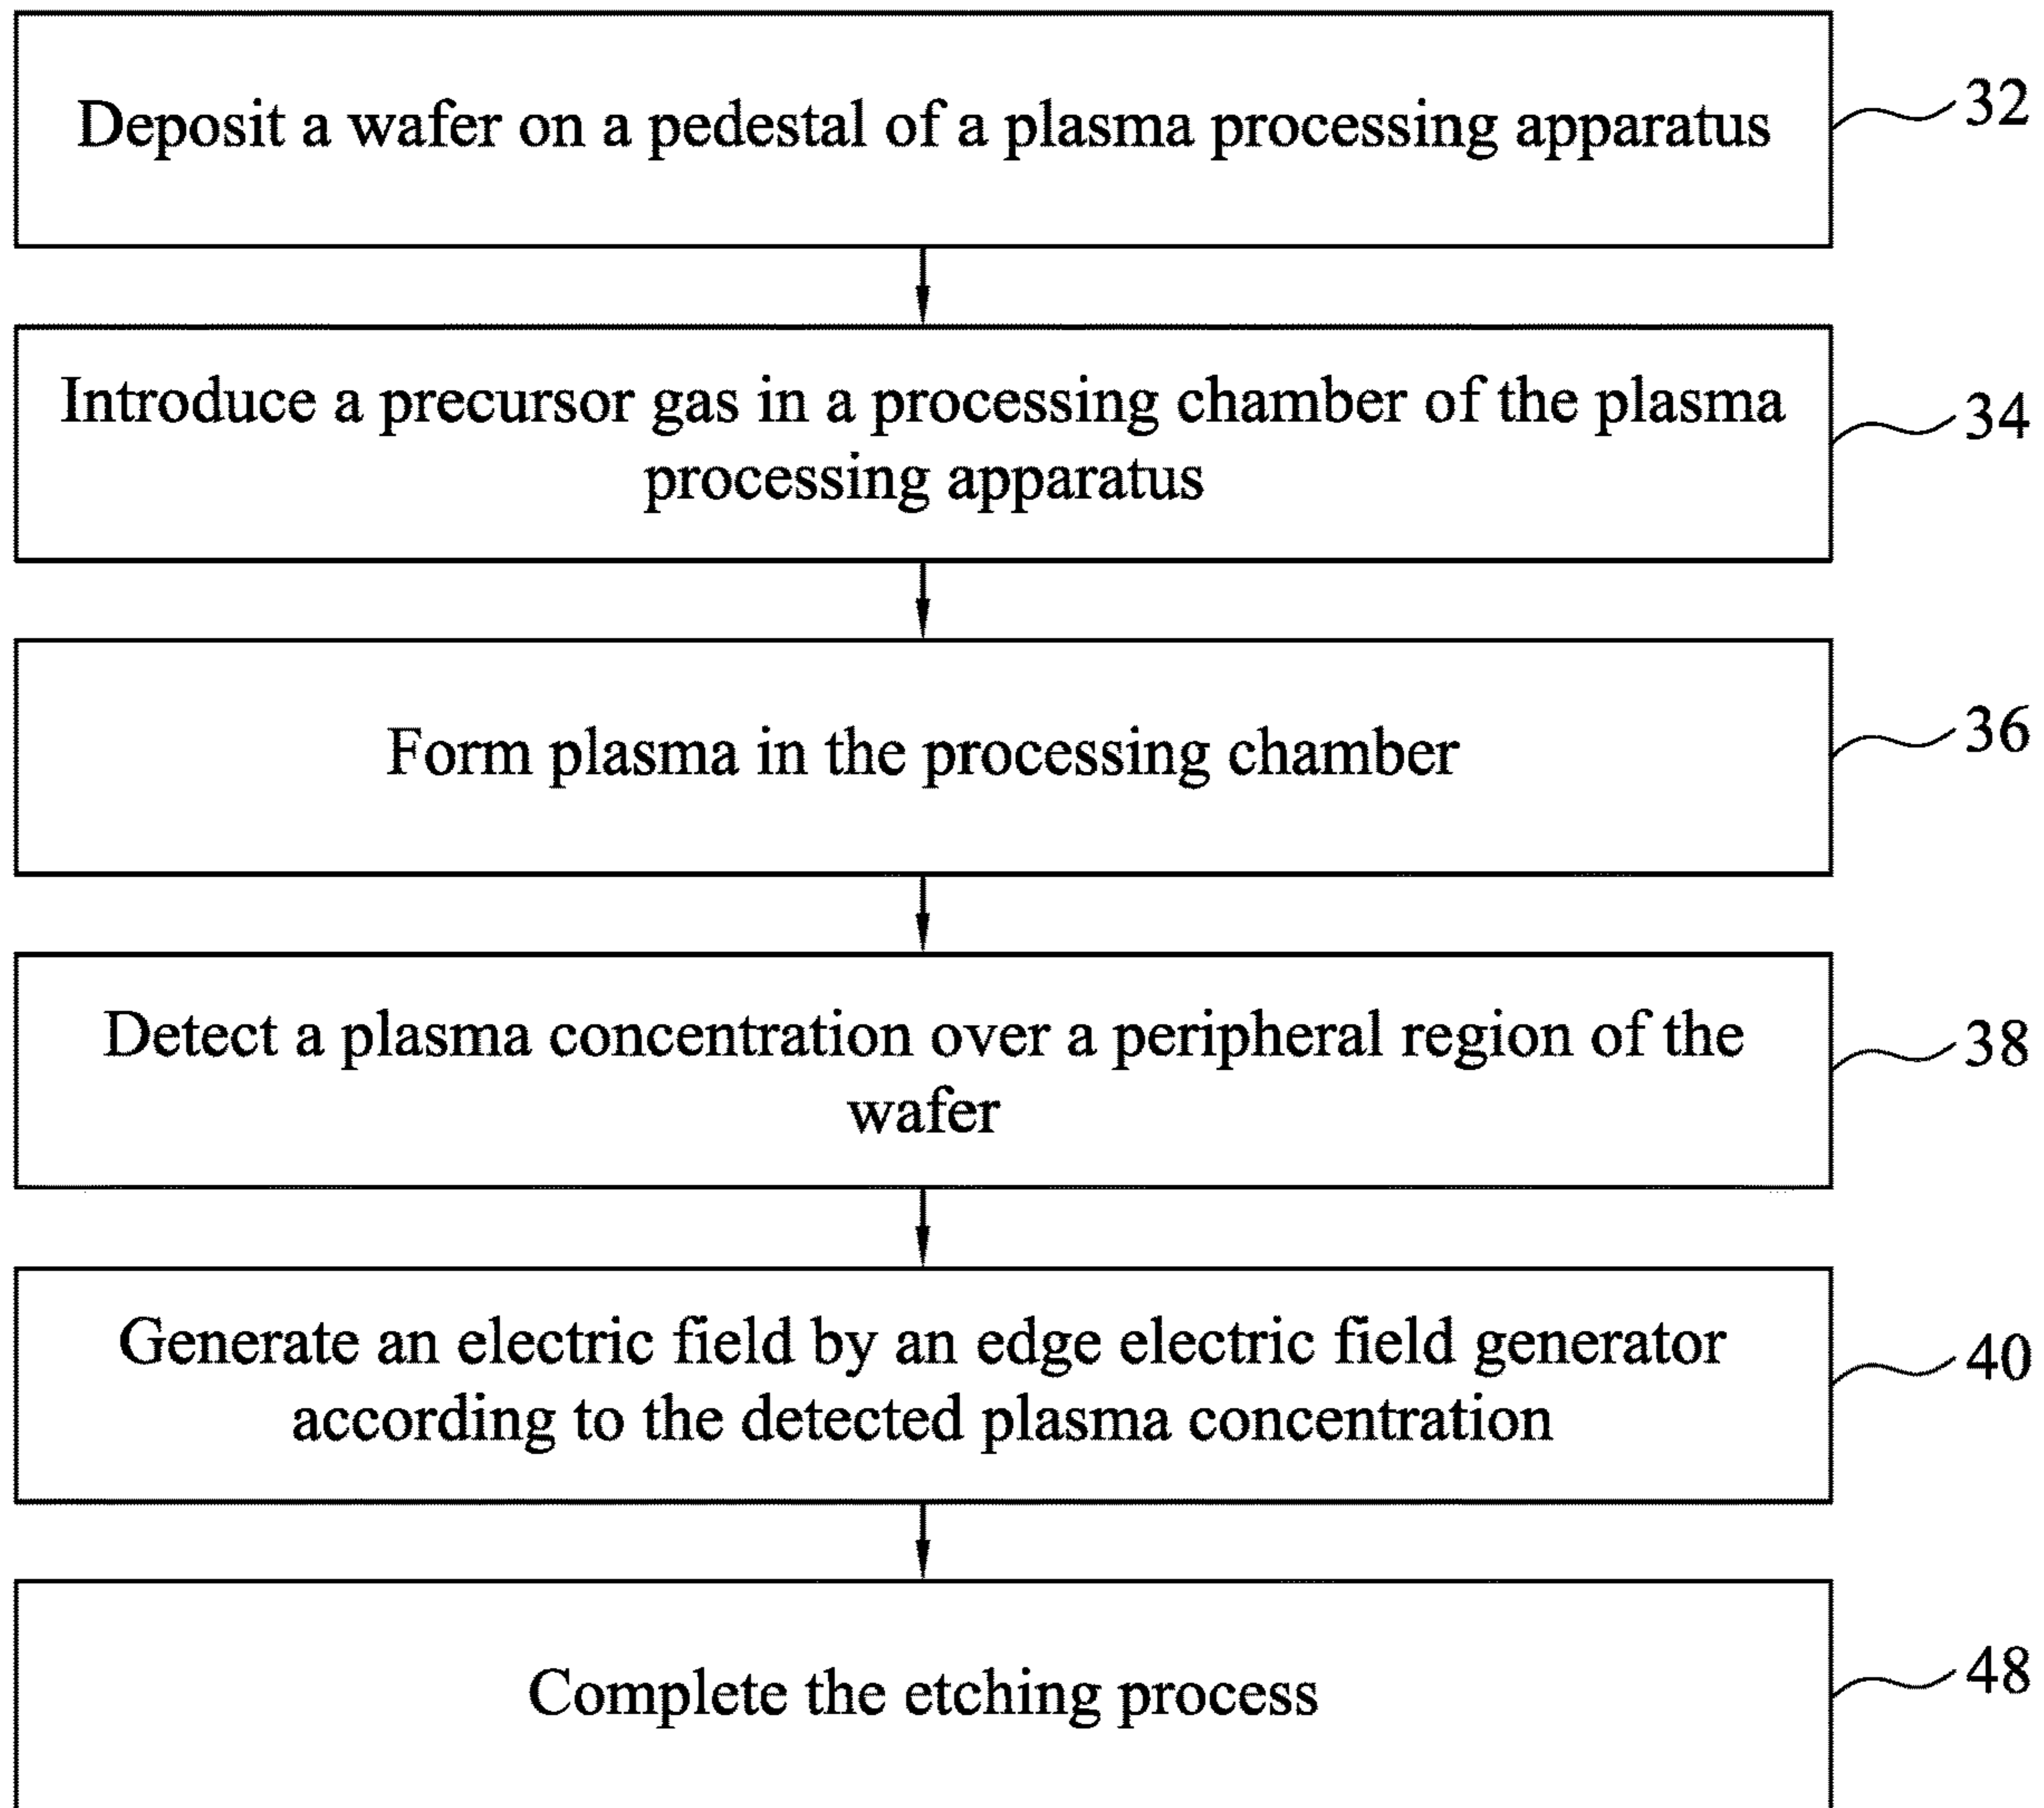 Deposit a wafer on a pedestal of a plasma processing apparatus
32
Introduce a precursor gas in a processing chamber of the plasma
processing apparatus
34
Form plasma in the processing chamber
36
Detect a plasma concentration over a peripheral region of the
wafer
38
Generate an electric field by an edge electric field generator
according to the detected plasma concentration
40
Complete the etching process
48